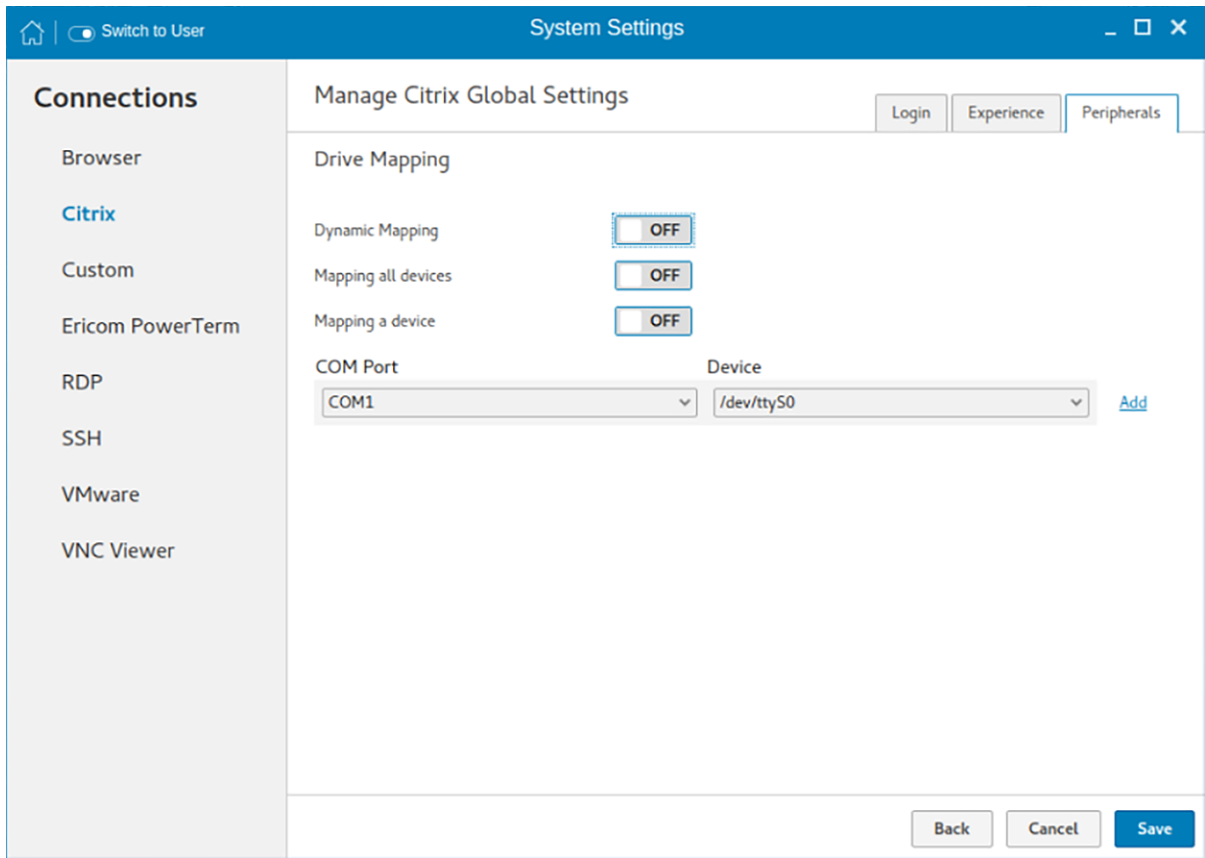 Switch to User
System Settings
Connections
Browser
Citrix
Custom
Ericom PowerTerm
RDP
SSH
VMware
VNC Viewer
Manage Citrix Global Settings
Login Experience Peripherals
Drive Mapping
Dynamic Mapping OFF
Mapping all devices OFF
Mapping a device OFF
COM Port Device
COM1 /dev/ttyS0 Add
Back Cancel Save